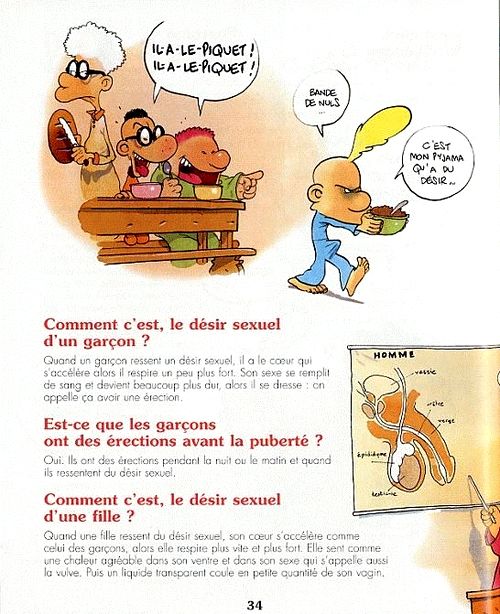 IL-A-LE-PIQUET !
IL-A-LE-PIQUET !
BANDE
DE NULS...
C'EST
MON PYJAMA
QU'A DU
DÉSIR...
Comment c'est, le désir sexuel
d'un garçon ?
Quand un garçon ressent un désir sexuel, il a le cœur qui
s'accélère alors il respire un peu plus fort. Son sexe se remplit
de sang et devient beaucoup plus dur, alors il se dresse : on
appelle ça avoir une érection.
Est-ce que les garçons
ont des érections avant la puberté ?
Oui. Ils ont des érections pendant la nuit ou le matin et quand
ils ressentent du désir sexuel.
Comment c'est, le désir sexuel
d'une fille ?
Quand une fille ressent du désir sexuel, son cœur s'accélère comme
celui des garçons, alors elle respire plus vite et plus fort. Elle sent comme
une chaleur agréable dans son ventre et dans son sexe qui s'appelle aussi
la vulve. Puis un liquide transparent coule en petite quantité de son vagin.
HOMME
vessie
urètre
verge
épididyme
testicule
34